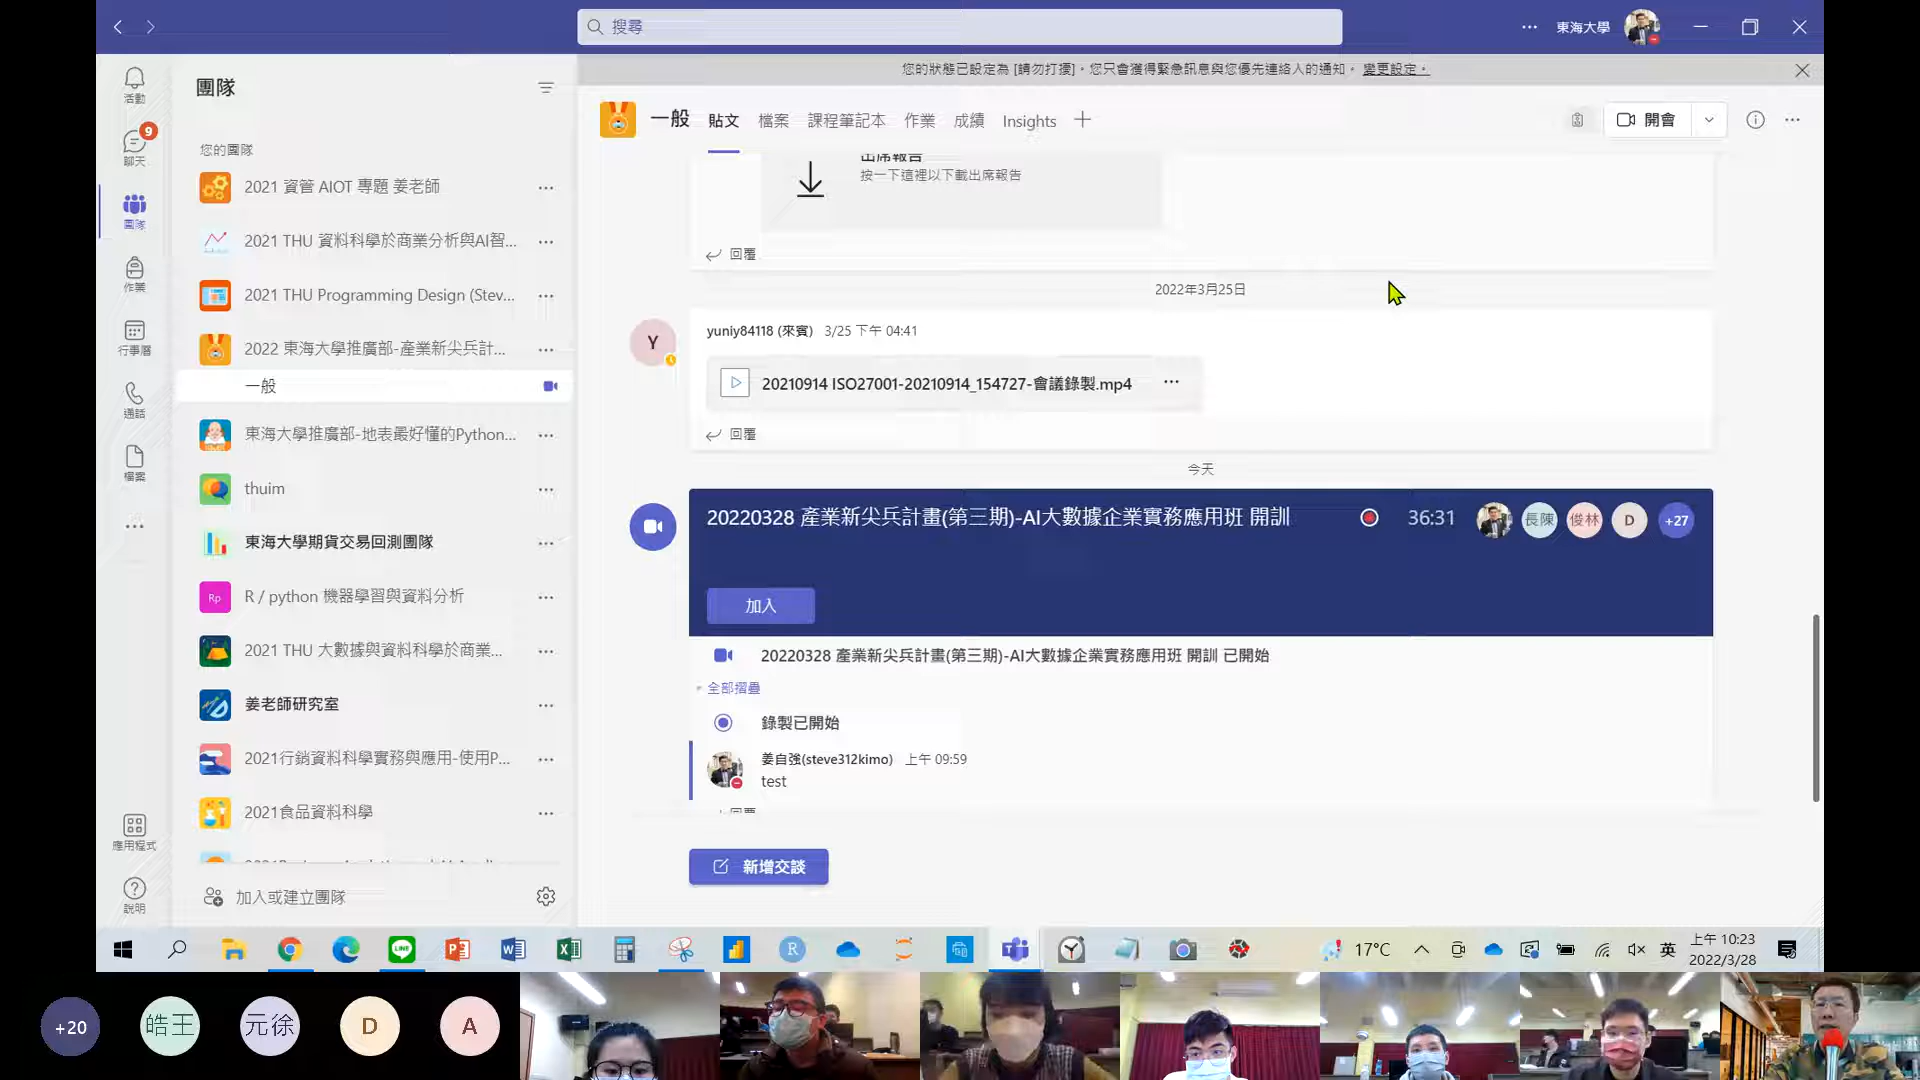 搜尋
東海大學
您的狀態已設定為 [請勿打擾]。您只會獲得緊急訊息與您優先連絡人的通知。 變更設定。
活動
9
聊天
團隊
作業
行事曆
通話
檔案
應用程式
說明
團隊
您的團隊
2021 資管 AIOT 專題 姜老師
2021 THU 資料科學於商業分析與AI智...
2021 THU Programming Design (Stev...
2022 東海大學推廣部-產業新尖兵計...
一般
東海大學推廣部-地表最好懂的Python...
thuim
東海大學期貨交易回測團隊
Rp
R / python 機器學習與資料分析
2021 THU 大數據與資料科學於商業...
姜老師研究室
2021行銷資料科學實務與應用-使用P...
2021食品資料科學
加入或建立團隊
一般
貼文
檔案
課程筆記本
作業
成績
Insights
開會
出席報告
按一下這裡以下載出席報告
回覆
2022年3月25日
Y
yuniy84118 (來賓) 3/25 下午 04:41
20210914 ISO27001-20210914_154727-會議錄製.mp4
回覆
今天
20220328 產業新尖兵計畫(第三期)-AI大數據企業實務應用班 開訓
36:31
長陳
俊林
D
+27
加入
20220328 產業新尖兵計畫(第三期)-AI大數據企業實務應用班 開訓 已開始
全部摺疊
錄製已開始
姜自強(steve312kimo) 上午 09:59
test
回覆
新增交談
17°C
英
上午 10:23
2022/3/28
+20
皓王
元徐
D
A